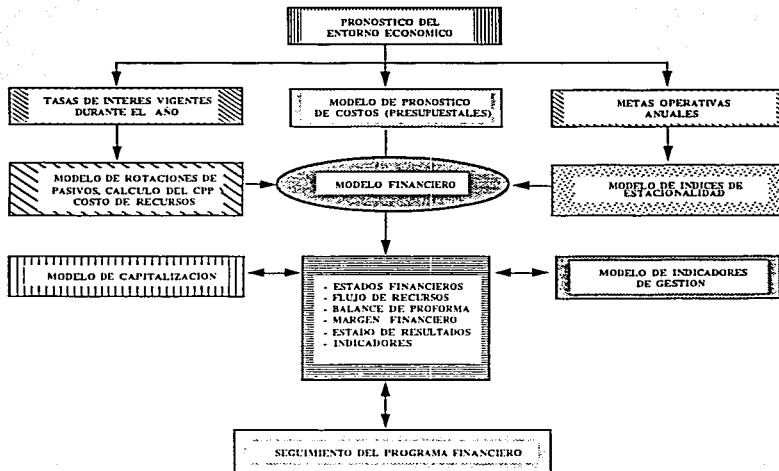 PRONOSTICO DEL
ENTORNO ECONOMICO
TASAS DE INTERES VIGENTES
DURANTE EL AÑO
MODELO DE PRONOSTICO
DE COSTOS (PRESUPUESTALES)
METAS OPERATIVAS
ANUALES
MODELO DE ROTACIONES DE
PASIVOS, CALCULO DEL CPP
COSTO DE RECURSOS
MODELO FINANCIERO
MODELO DE INDICES DE
ESTACIONALIDAD
MODELO DE CAPITALIZACION
- ESTADOS FINANCIEROS
- FLUJO DE RECURSOS
- BALANCE DE PROFORMA
- MARGEN FINANCIERO
- ESTADO DE RESULTADOS
- INDICADORES
MODELO DE INDICADORES
DE GESTION
SEGUIMIENTO DEL PROGRAMA FINANCIERO